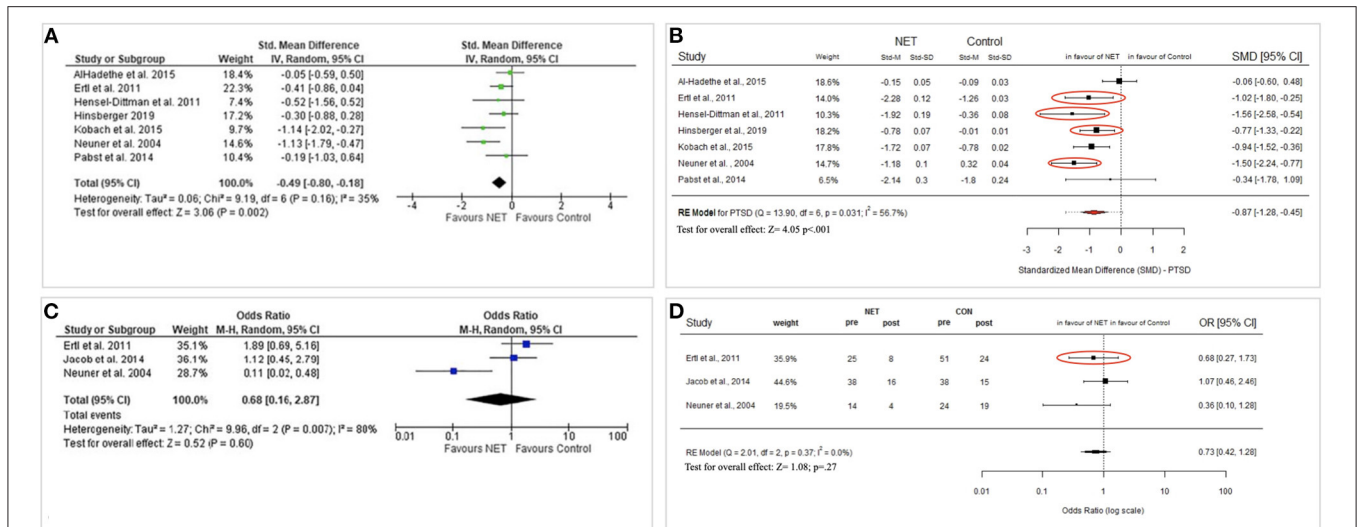 A
Std. Mean Difference Std. Mean Difference
Study or Subgroup Weight IV, Random, 95% CI IV, Random, 95% CI
AlHadethe et al. 2015 18.4% -0.05 [-0.59, 0.50]
Ertl et al. 2011 22.3% -0.41 [-0.86, 0.04]
Hensel-Dittman et al. 2011 7.4% -0.52 [-1.56, 0.52]
Hinsberger 2019 17.2% -0.30 [-0.88, 0.28]
Kobach et al. 2015 9.7% -1.14 [-2.02, -0.27]
Neuner et al. 2004 14.6% -1.13 [-1.79, -0.47]
Pabst et al. 2014 10.4% -0.19 [-1.03, 0.64]
Total (95% CI) 100.0% -0.49 [-0.80, -0.18]
Heterogeneity: Tau² = 0.06; Chi² = 9.19, df = 6 (P = 0.16); I² = 35%
Test for overall effect: Z = 3.06 (P = 0.002)
-4 -2 0 2 4
Favours NET Favours Control
B
NET Control
Study Weight Std-M Std-SD Std-M Std-SD in favour of NET in favour of Control SMD [95% CI]
Al-Hadethe et al., 2015 18.6% -0.15 0.05 -0.09 0.03 -0.06 [-0.60, 0.48]
Ertl et al., 2011 14.0% -2.28 0.12 -1.26 0.03 -1.02 [-1.80, -0.25]
Hensel-Dittman et al., 2011 10.3% -1.92 0.19 -0.36 0.08 -1.56 [-2.58, -0.54]
Hinsberger et al., 2019 18.2% -0.78 0.07 -0.01 0.01 -0.77 [-1.33, -0.22]
Kobach et al., 2015 17.8% -1.72 0.07 -0.78 0.02 -0.94 [-1.52, -0.36]
Neuner et al. , 2004 14.7% -1.18 0.1 0.32 0.04 -1.50 [-2.24, -0.77]
Pabst et al., 2014 6.5% -2.14 0.3 -1.8 0.24 -0.34 [-1.78, 1.09]
RE Model for PTSD (Q = 13.90, df = 6, p = 0.031; I² = 56.7%) -0.87 [-1.28, -0.45]
Test for overall effect: Z= 4.05 p<.001
-3 -2 -1 0 1 2
Standardized Mean Difference (SMD) - PTSD
C
Odds Ratio Odds Ratio
Study or Subgroup Weight M-H, Random, 95% CI M-H, Random, 95% CI
Ertl et al. 2011 35.1% 1.89 [0.69, 5.16]
Jacob et al. 2014 36.1% 1.12 [0.45, 2.79]
Neuner et al. 2004 28.7% 0.11 [0.02, 0.48]
Total (95% CI) 100.0% 0.68 [0.16, 2.87]
Total events
Heterogeneity: Tau² = 1.27; Chi² = 9.96, df = 2 (P = 0.007); I² = 80%
Test for overall effect: Z = 0.52 (P = 0.60)
0.01 0.1 1 10 100
Favours NET Favours Control
D
NET CON
Study weight pre post pre post in favour of NET in favour of Control OR [95% CI]
Ertl et al., 2011 35.9% 25 8 51 24 0.68 [0.27, 1.73]
Jacob et al., 2014 44.6% 38 16 38 15 1.07 [0.46, 2.46]
Neuner et al., 2004 19.5% 14 4 24 19 0.36 [0.10, 1.28]
RE Model (Q = 2.01, df = 2, p = 0.37; I² = 0.0%) 0.73 [0.42, 1.28]
Test for overall effect: Z= 1.08; p=.27
0.01 0.1 1 10 100
Odds Ratio (log scale)